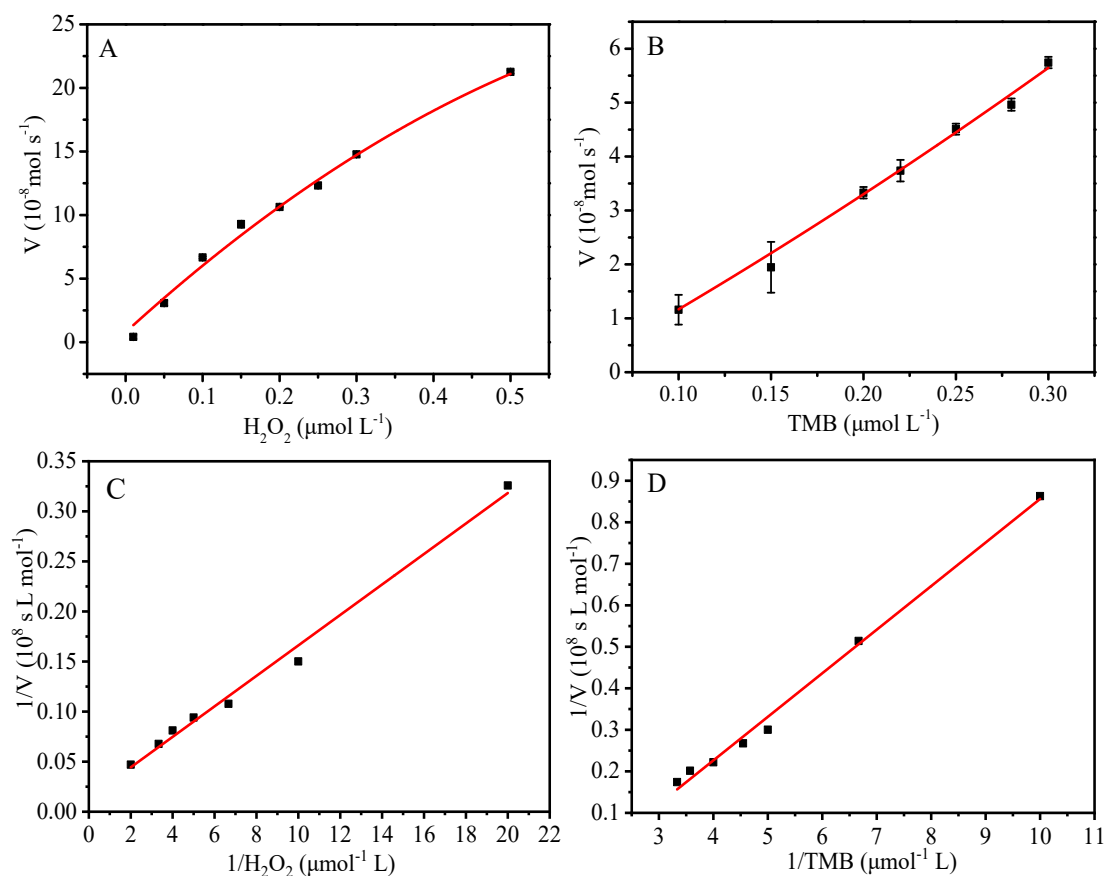 A
V (10⁻⁸ mol s⁻¹)
25
20
15
10
5
0
0.0 0.1 0.2 0.3 0.4 0.5
H₂O₂ (μmol L⁻¹)
B
V (10⁻⁸ mol s⁻¹)
6
5
4
3
2
1
0
0.10 0.15 0.20 0.25 0.30
TMB (μmol L⁻¹)
C
1/V (10⁸ s L mol⁻¹)
0.35
0.30
0.25
0.20
0.15
0.10
0.05
0.00
0 2 4 6 8 10 12 14 16 18 20 22
1/H₂O₂ (μmol⁻¹ L)
D
1/V (10⁸ s L mol⁻¹)
0.9
0.8
0.7
0.6
0.5
0.4
0.3
0.2
0.1
3 4 5 6 7 8 9 10 11
1/TMB (μmol⁻¹ L)